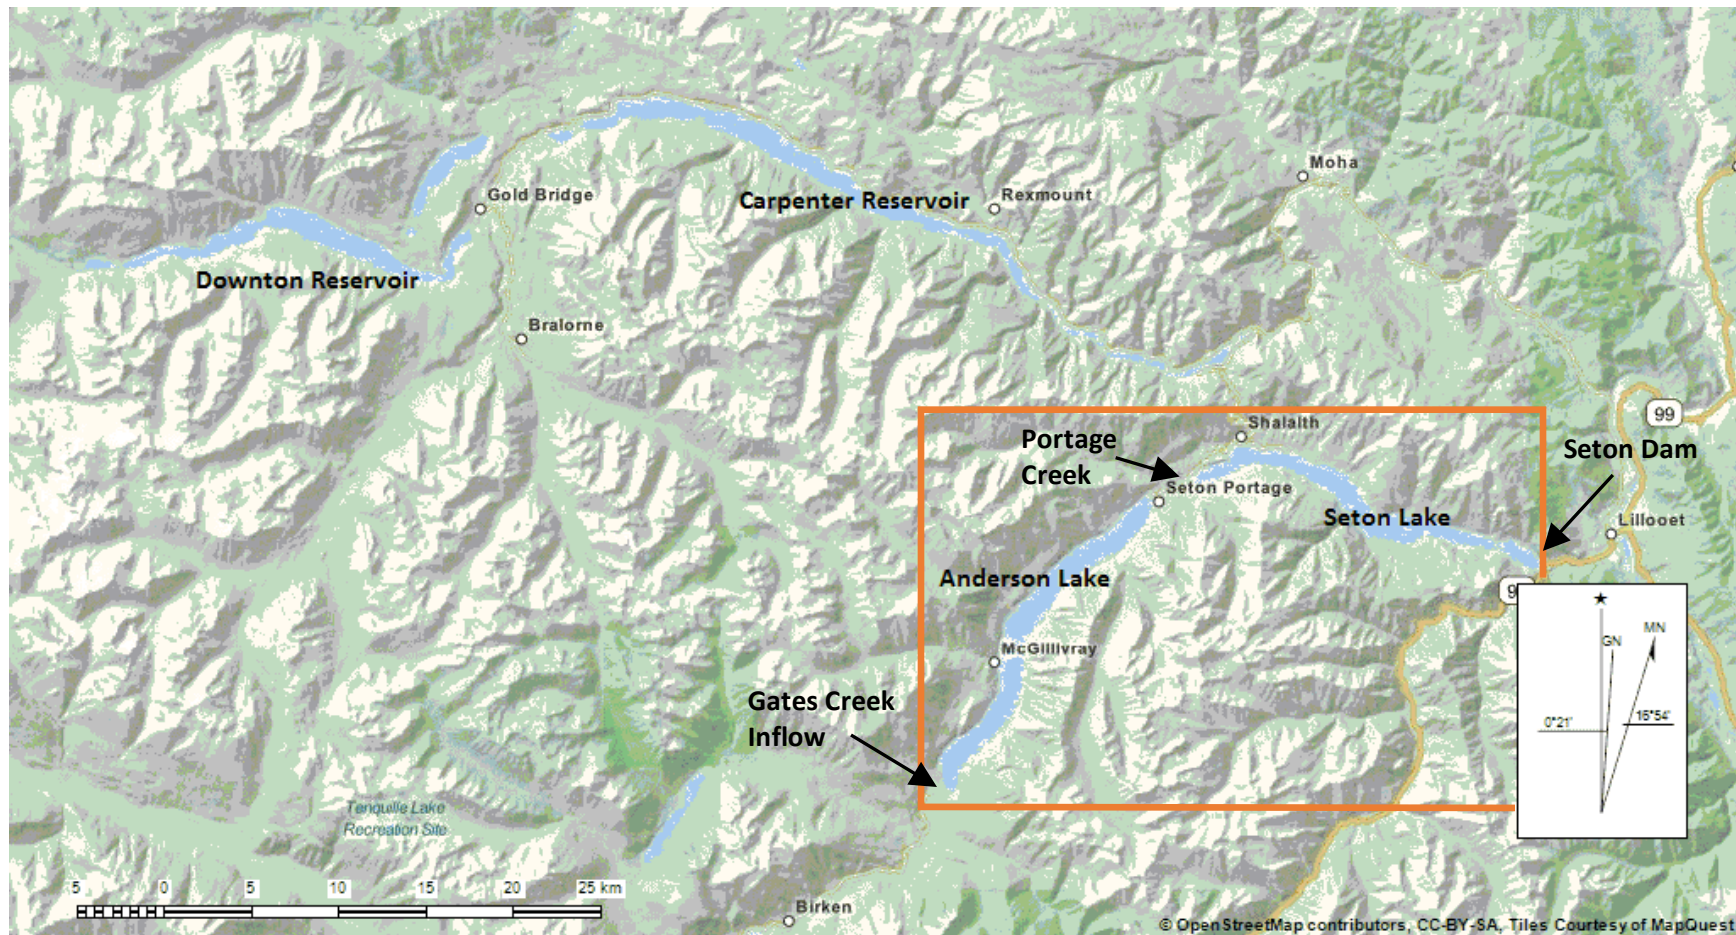 Moha
Gold Bridge
Carpenter Reservoir
Rexmount
Downton Reservoir
Bralorne
99
Shalalth
Portage
Creek
Seton Dam
Seton Portage
Seton Lake
Lillooet
Anderson Lake
9
McGillivray
GN
MN
0°21'
16°54'
Gates Creek
Inflow
Tenquille Lake
Recreation Site
5 0 5 10 15 20 25 km
Birken
© OpenStreetMap contributors, CC-BY-SA, Tiles Courtesy of MapQuest